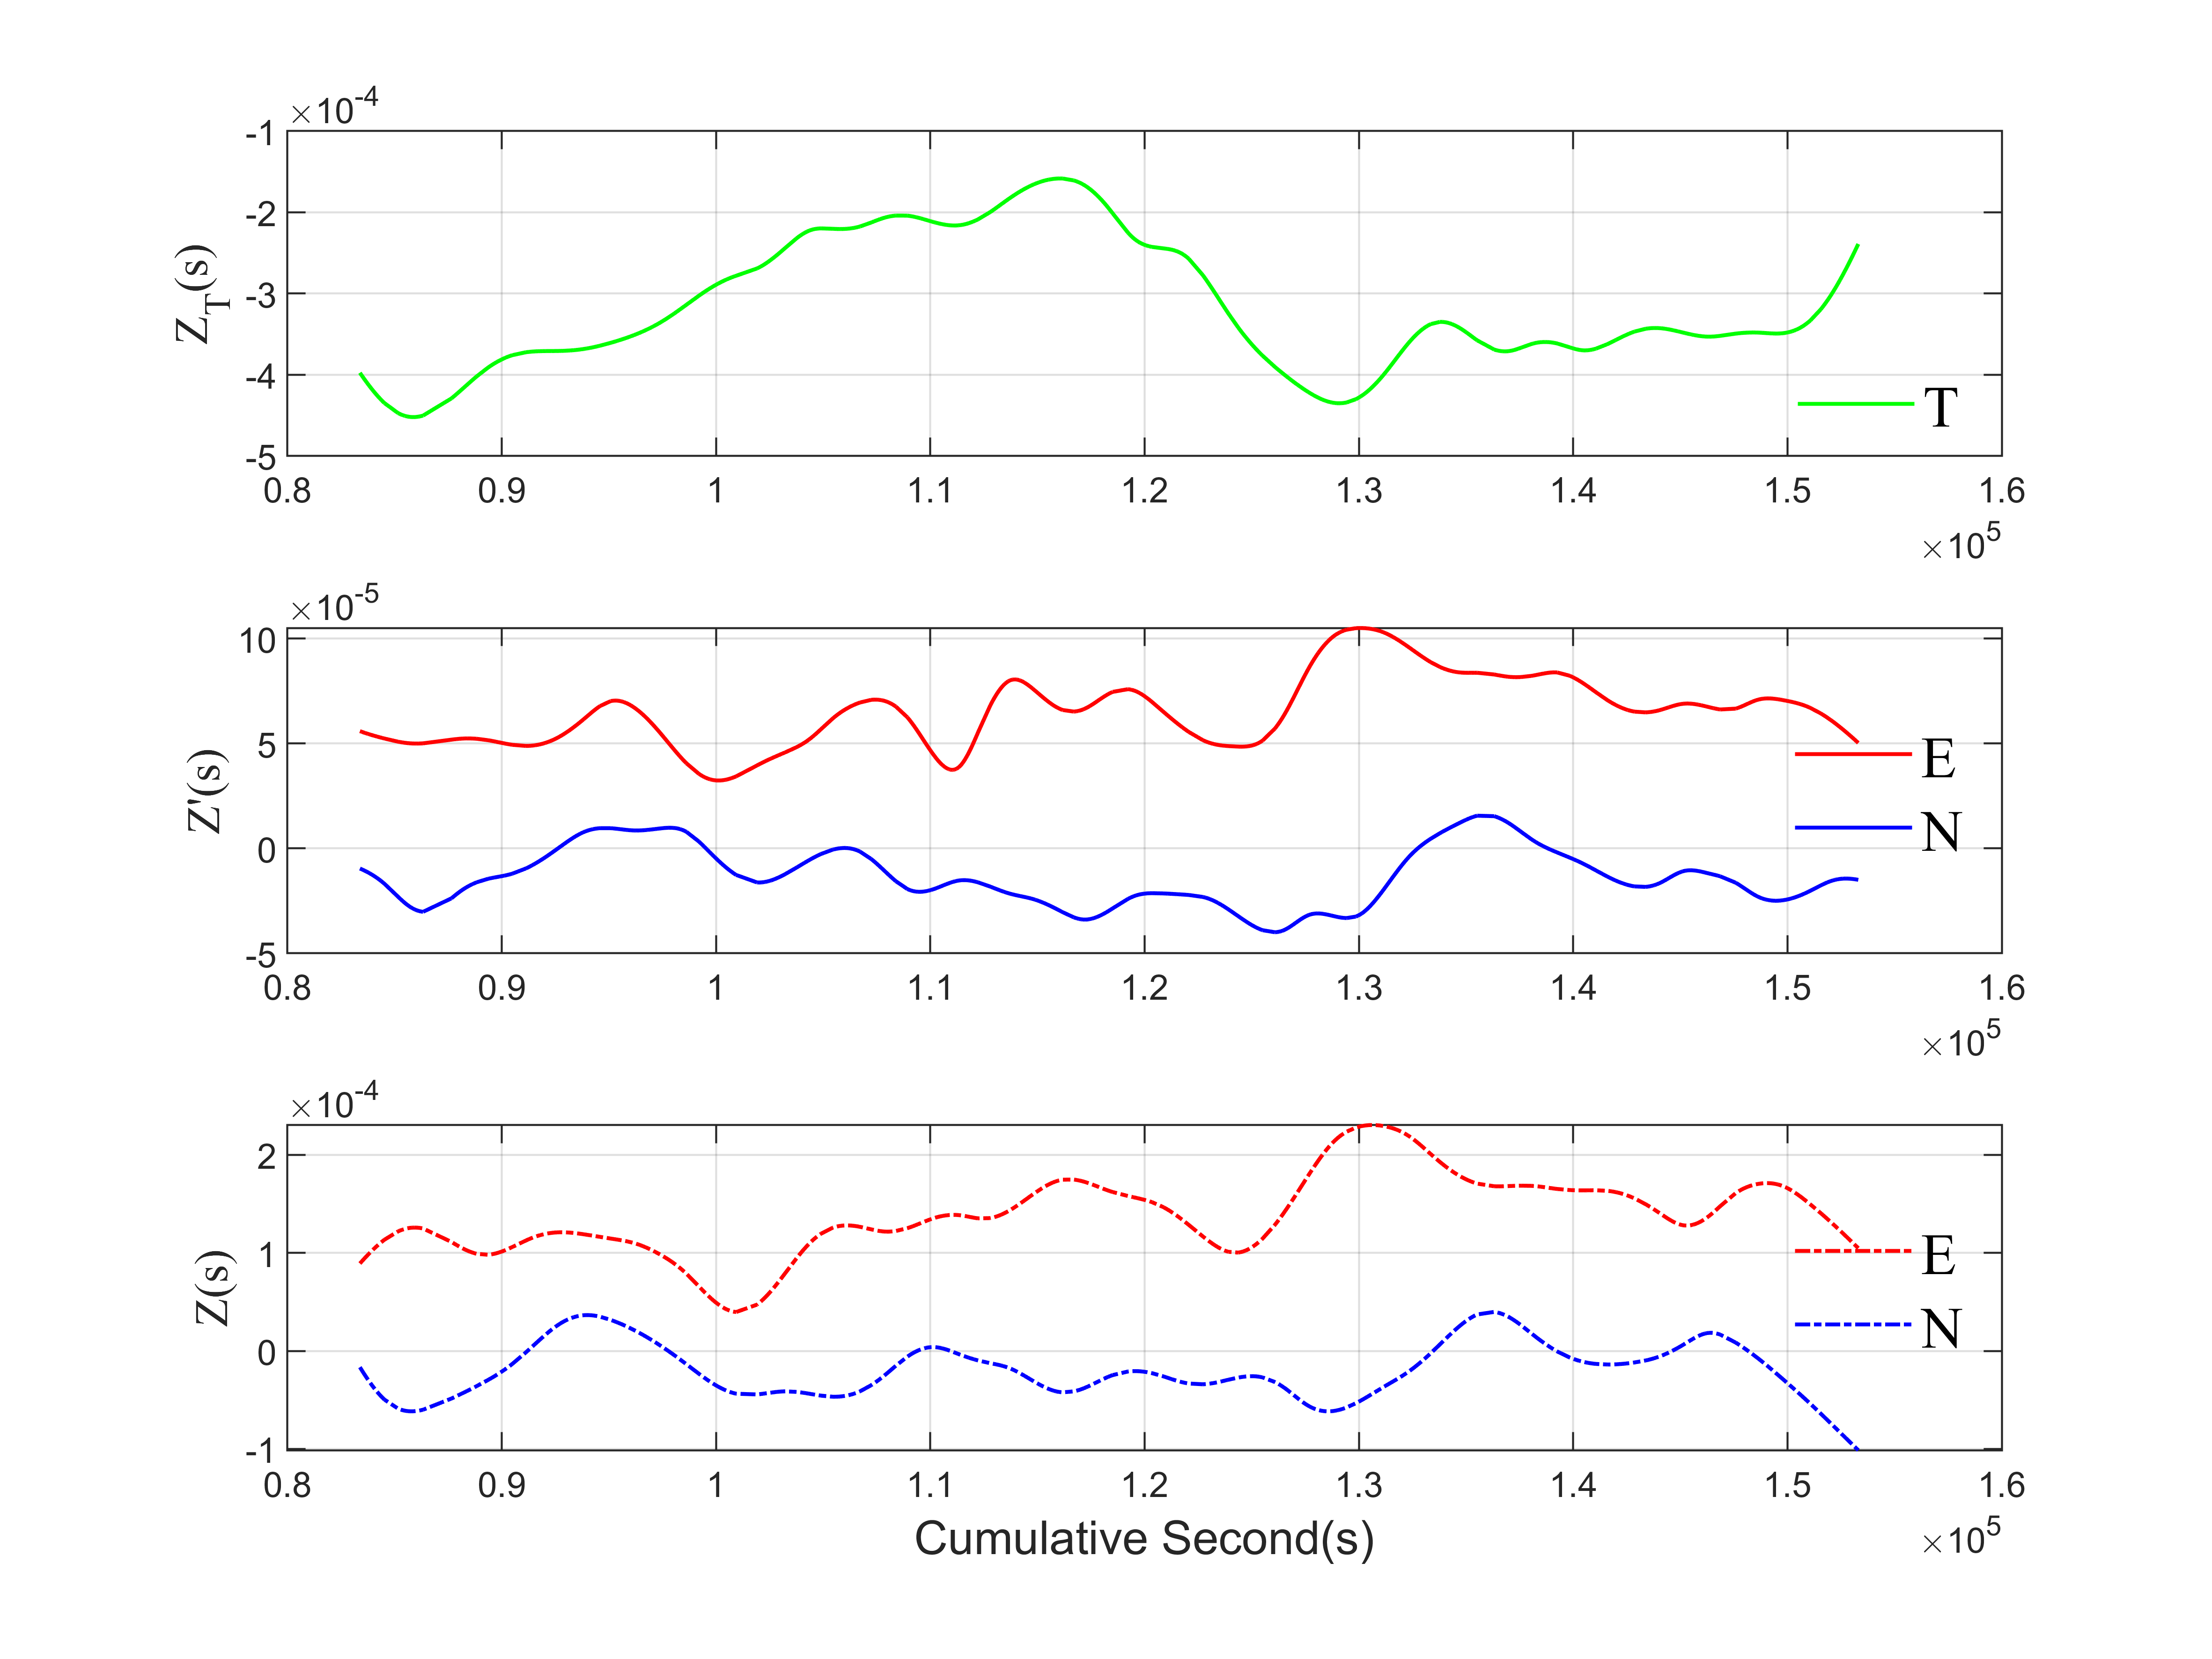 ×10-4
-1
-2
-3
-4
-5
Z_T(s)
T
0.8 0.9 1 1.1 1.2 1.3 1.4 1.5 1.6
×10^5
×10^-5
10
5
0
-5
Z'(s)
E
N
0.8 0.9 1 1.1 1.2 1.3 1.4 1.5 1.6
×10^5
×10^-4
2
1
0
-1
Z(s)
E
N
0.8 0.9 1 1.1 1.2 1.3 1.4 1.5 1.6
Cumulative Second(s)
×10^5